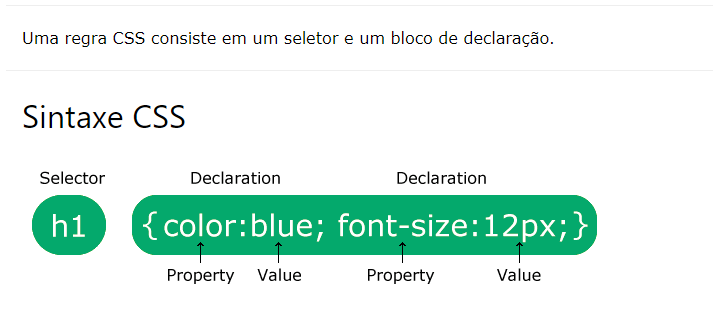 Uma regra CSS consiste em um seletor e um bloco de declaração.
Sintaxe CSS
Selector Declaration Declaration
h1 {color:blue; font-size:12px;}
Property Value Property Value